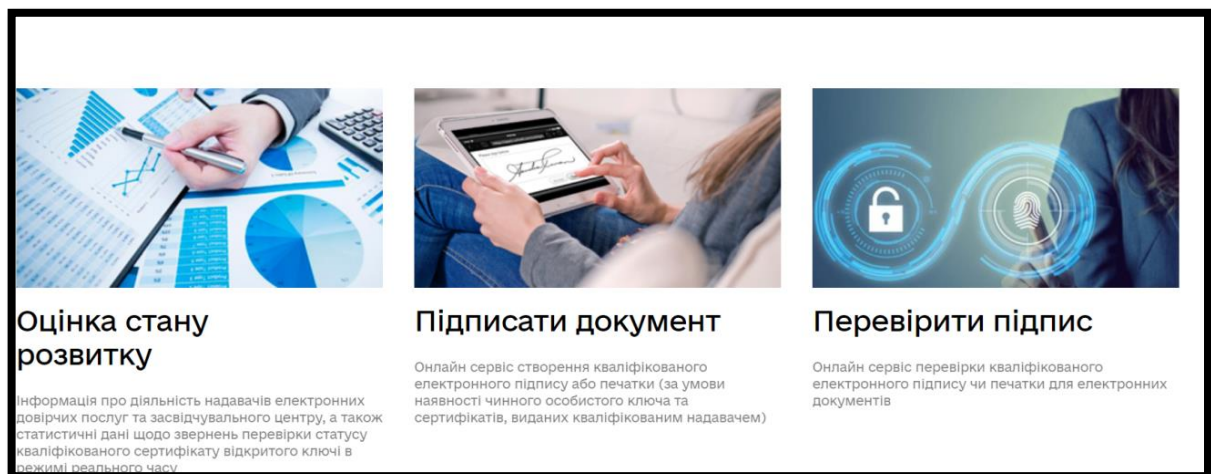 Оцінка стану
розвитку
Інформація про діяльність надавачів електронних
довірчих послуг та засвідчувального центру, а також
статистичні дані щодо звернень перевірки статусу
кваліфікованого сертифікату відкритого ключі в
режимі реального часу
Підписати документ
Онлайн сервіс створення кваліфікованого
електронного підпису або печатки (за умови
наявності чинного особистого ключа та
сертифікатів, виданих кваліфікованим надавачем)
Перевірити підпис
Онлайн сервіс перевірки кваліфікованого
електронного підпису чи печатки для електронних
документів